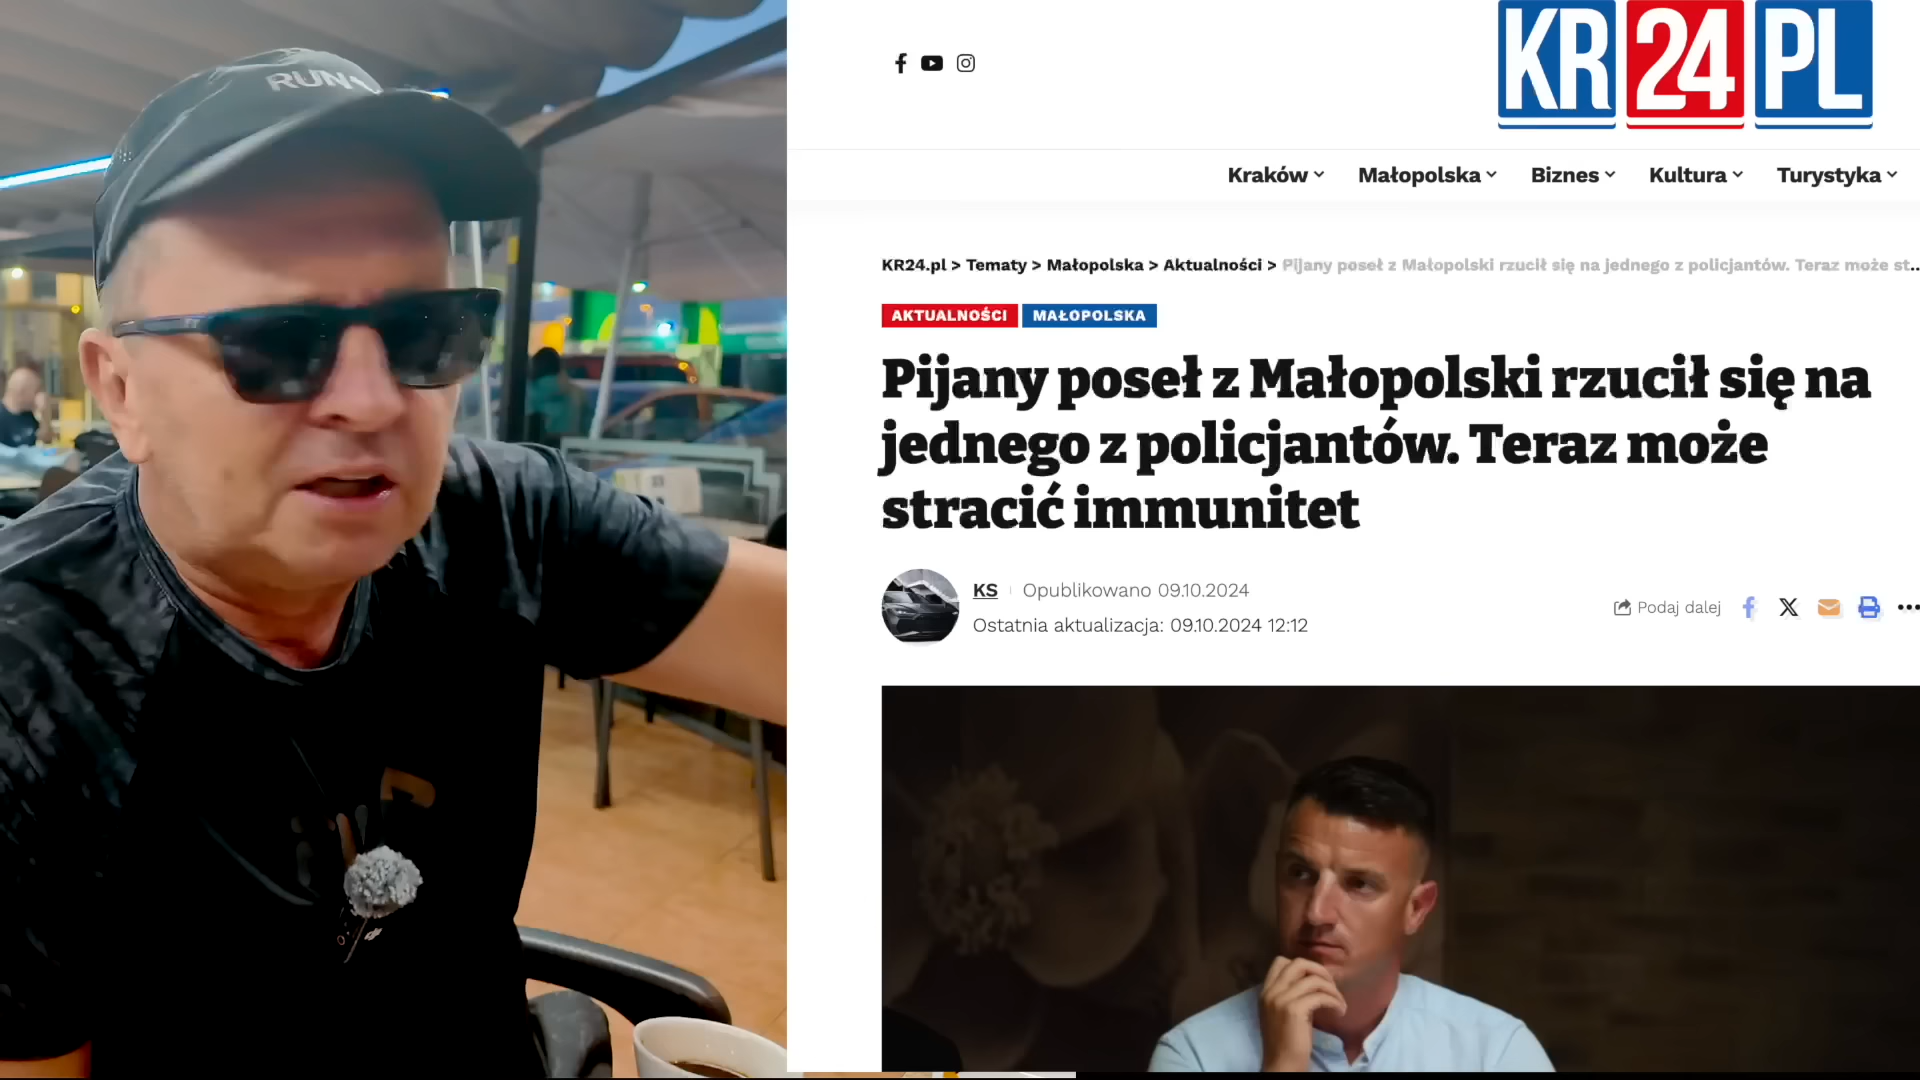 RUN
KR24PL
Kraków
Małopolska
Biznes
Kultura
Turystyka
KR24.pl > Tematy > Małopolska > Aktualności > Pijany poseł z Małopolski rzucił się na jednego z policjantów. Teraz może st...
AKTUALNOŚCI
MAŁOPOLSKA
Pijany poseł z Małopolski rzucił się na
jednego z policjantów. Teraz może
stracić immunitet
KS
Opublikowano 09.10.2024
Ostatnia aktualizacja: 09.10.2024 12:12
Podaj dalej